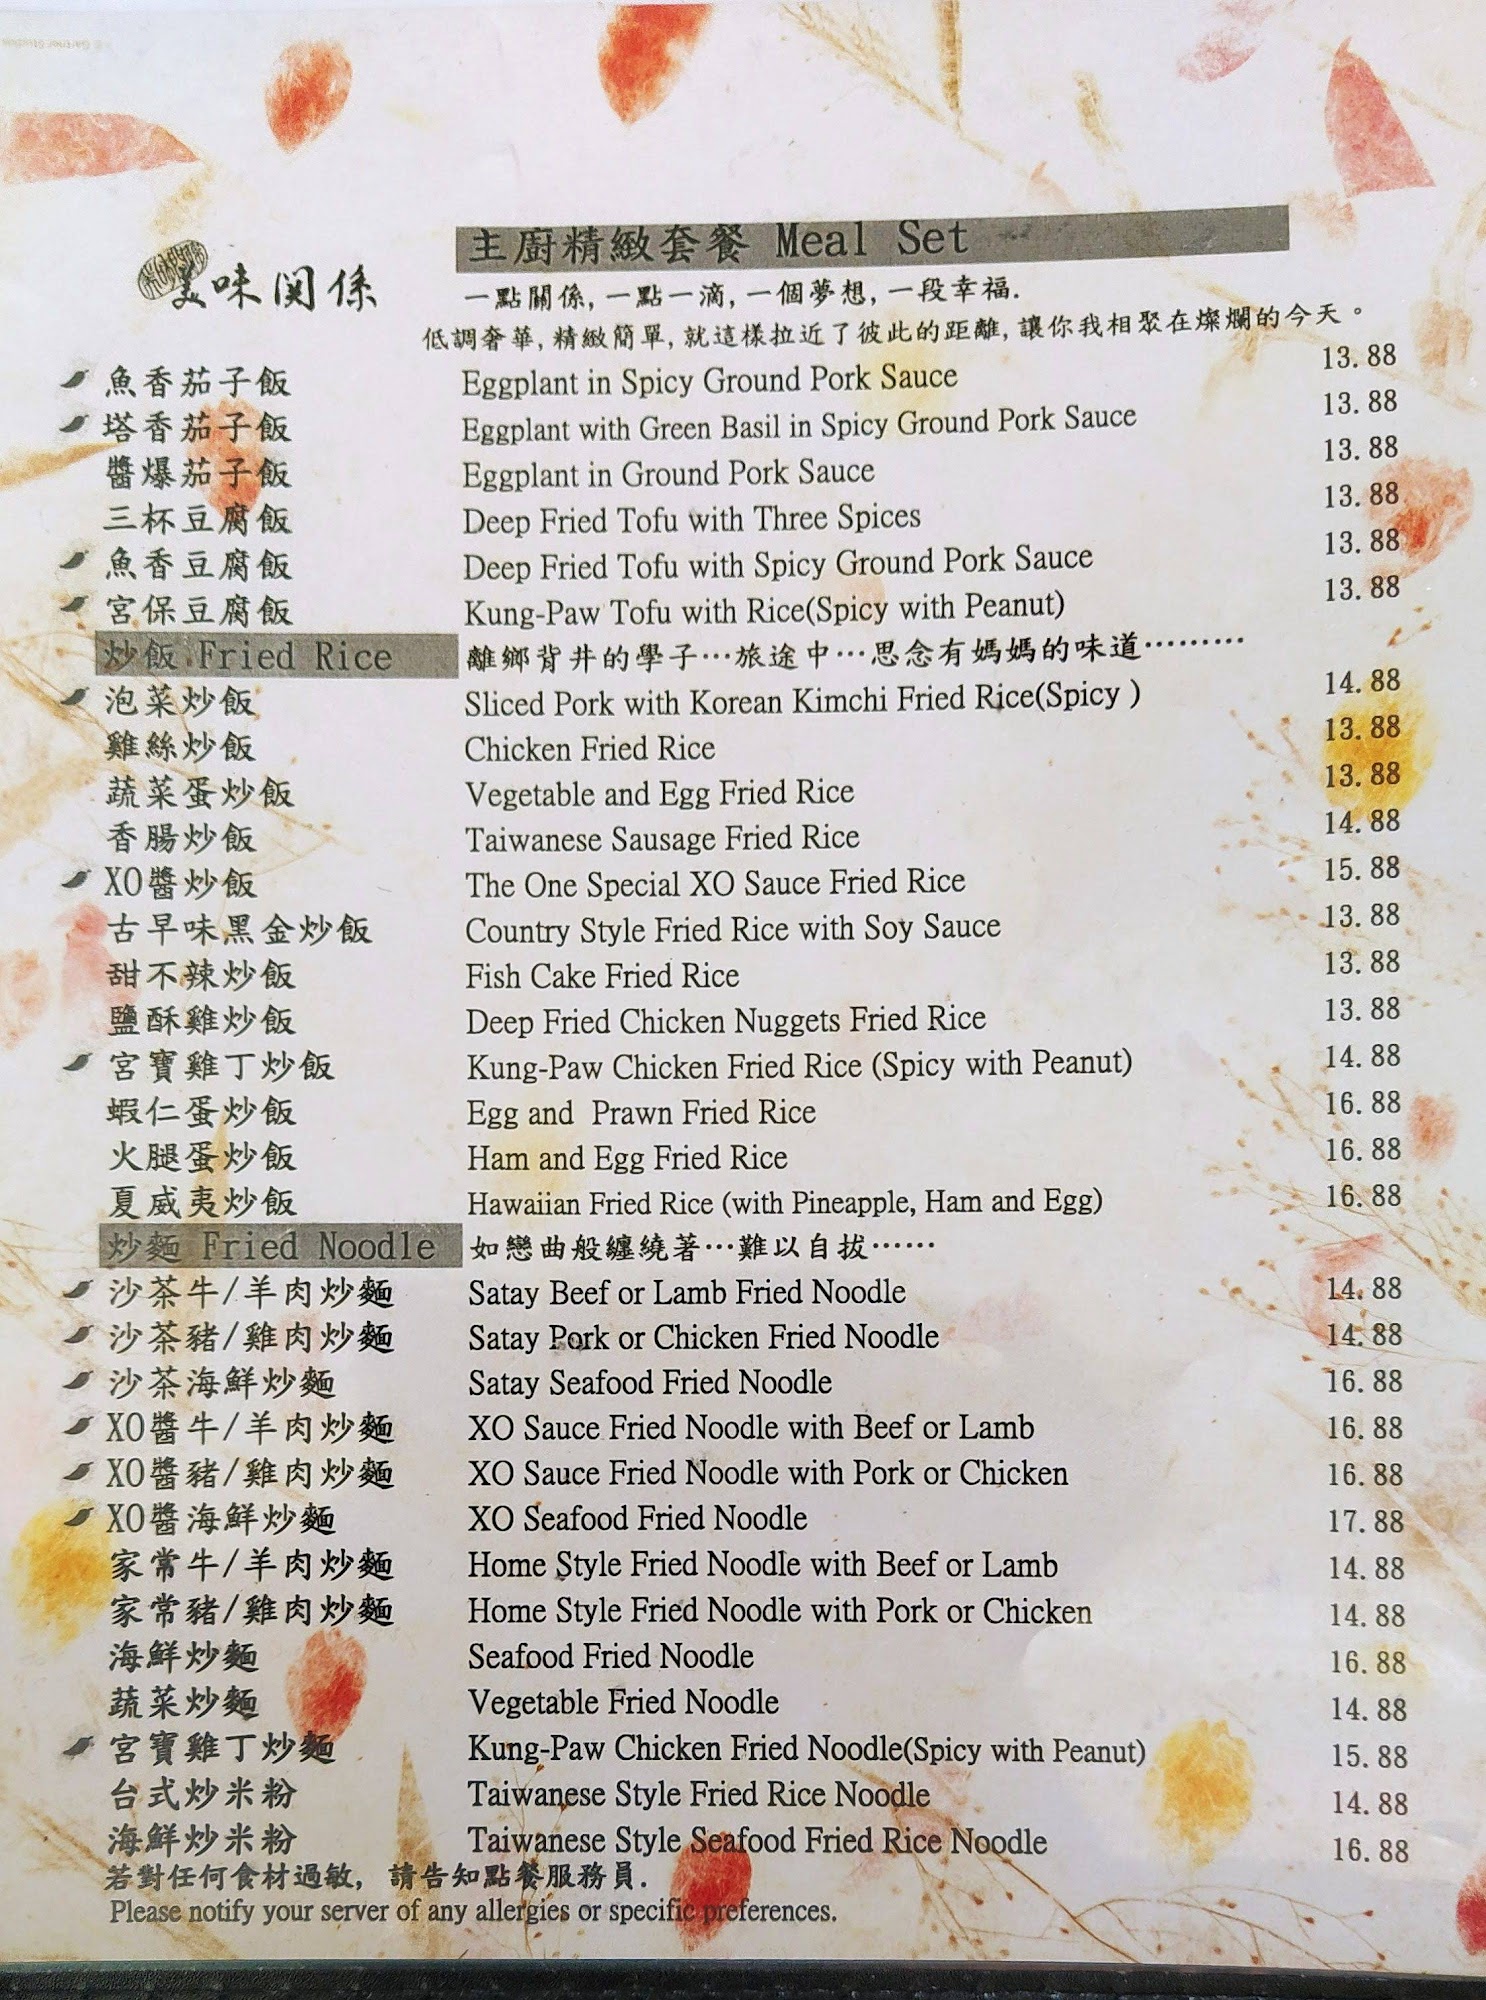 主廚精緻套餐 Meal Set
美味関係
一點關係, 一點一滴, 一個夢想, 一段幸福.
低調奢華, 精緻簡單, 就這樣拉近了彼此的距離, 讓你我相聚在燦爛的今天。
魚香茄子飯 Eggplant in Spicy Ground Pork Sauce 13.88
塔香茄子飯 Eggplant with Green Basil in Spicy Ground Pork Sauce 13.88
醬爆茄子飯 Eggplant in Ground Pork Sauce 13.88
三杯豆腐飯 Deep Fried Tofu with Three Spices 13.88
魚香豆腐飯 Deep Fried Tofu with Spicy Ground Pork Sauce 13.88
宮保豆腐飯 Kung-Paw Tofu with Rice(Spicy with Peanut) 13.88
炒飯 Fried Rice 離鄉背井的學子…旅途中…思念有媽媽的味道………
泡菜炒飯 Sliced Pork with Korean Kimchi Fried Rice(Spicy ) 14.88
雞絲炒飯 Chicken Fried Rice 13.88
蔬菜蛋炒飯 Vegetable and Egg Fried Rice 13.88
香腸炒飯 Taiwanese Sausage Fried Rice 14.88
XO醬炒飯 The One Special XO Sauce Fried Rice 15.88
古早味黑金炒飯 Country Style Fried Rice with Soy Sauce 13.88
甜不辣炒飯 Fish Cake Fried Rice 13.88
鹽酥雞炒飯 Deep Fried Chicken Nuggets Fried Rice 13.88
宮寶雞丁炒飯 Kung-Paw Chicken Fried Rice (Spicy with Peanut) 14.88
蝦仁蛋炒飯 Egg and Prawn Fried Rice 16.88
火腿蛋炒飯 Ham and Egg Fried Rice 16.88
夏威夷炒飯 Hawaiian Fried Rice (with Pineapple, Ham and Egg) 16.88
炒麵 Fried Noodle 如戀曲般纏繞著…難以自拔……
沙茶牛/羊肉炒麵 Satay Beef or Lamb Fried Noodle 14.88
沙茶豬/雞肉炒麵 Satay Pork or Chicken Fried Noodle 14.88
沙茶海鮮炒麵 Satay Seafood Fried Noodle 16.88
XO醬牛/羊肉炒麵 XO Sauce Fried Noodle with Beef or Lamb 16.88
XO醬豬/雞肉炒麵 XO Sauce Fried Noodle with Pork or Chicken 16.88
XO醬海鮮炒麵 XO Seafood Fried Noodle 17.88
家常牛/羊肉炒麵 Home Style Fried Noodle with Beef or Lamb 14.88
家常豬/雞肉炒麵 Home Style Fried Noodle with Pork or Chicken 14.88
海鮮炒麵 Seafood Fried Noodle 16.88
蔬菜炒麵 Vegetable Fried Noodle 14.88
宮寶雞丁炒麵 Kung-Paw Chicken Fried Noodle(Spicy with Peanut) 15.88
台式炒米粉 Taiwanese Style Fried Rice Noodle 14.88
海鮮炒米粉 Taiwanese Style Seafood Fried Rice Noodle 16.88
若對任何食材過敏, 請告知點餐服務員.
Please notify your server of any allergies or specific preferences.